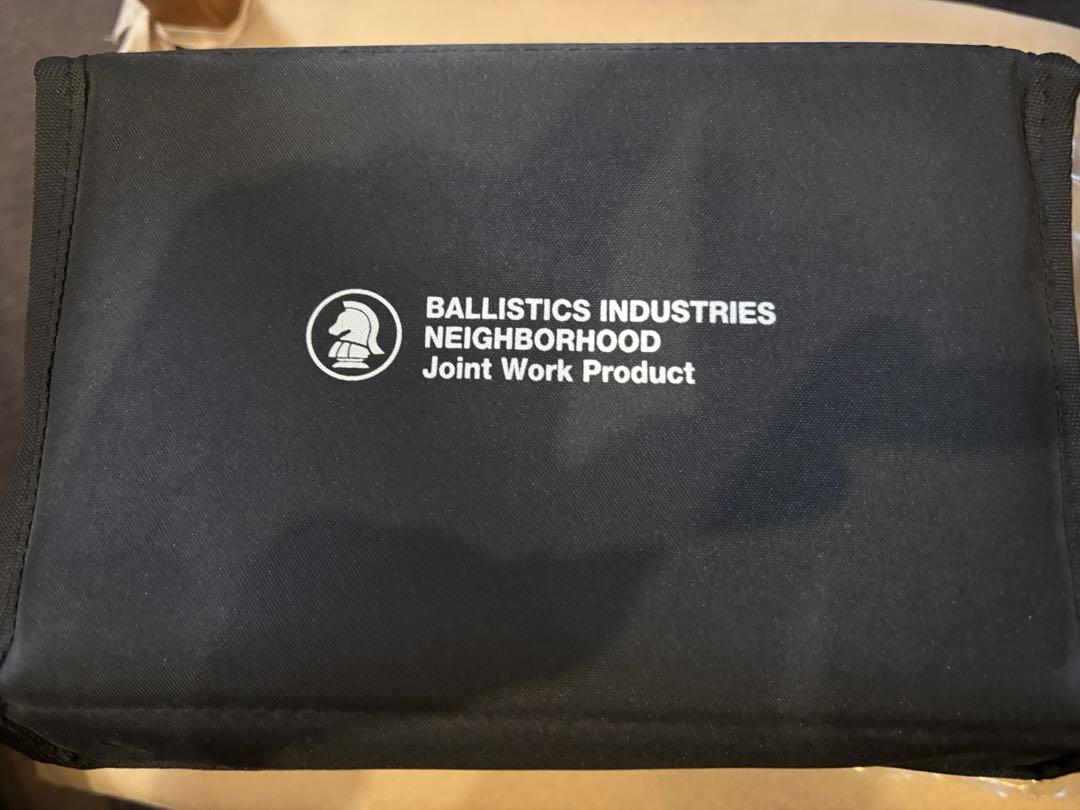 BALLISTICS INDUSTRIES
NEIGHBORHOOD
Joint Work Product